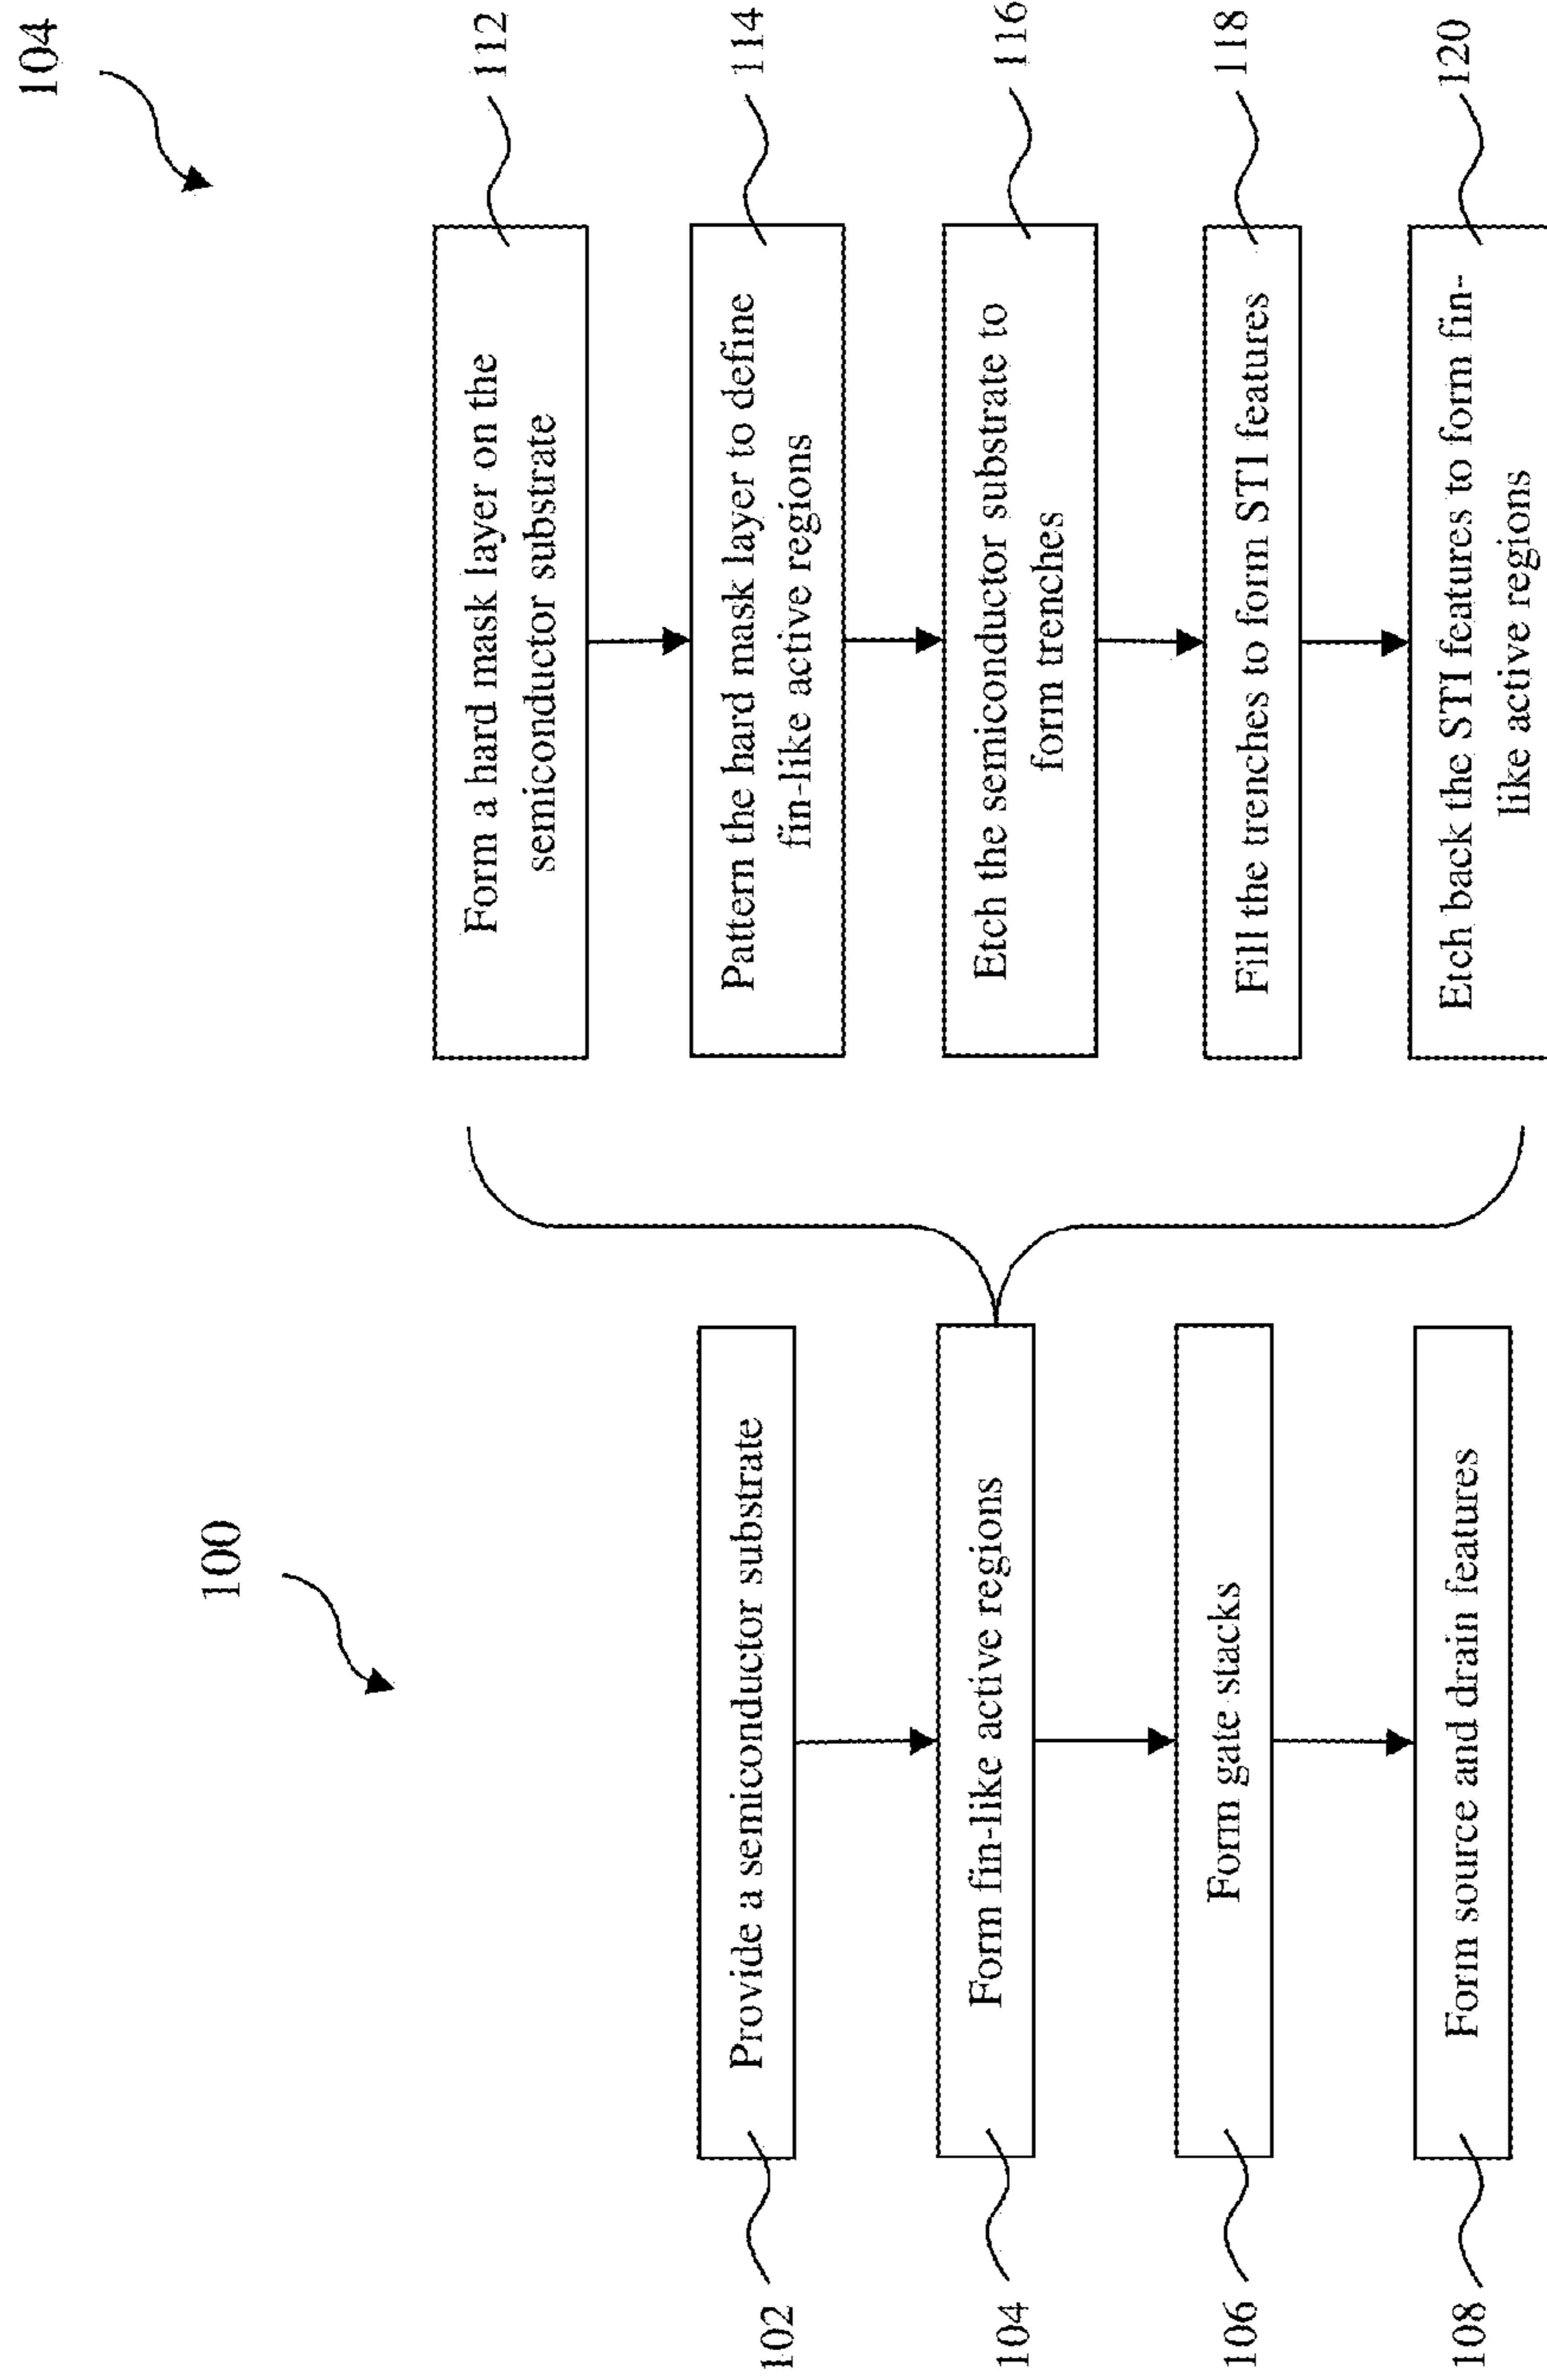 100
102
Provide a semiconductor substrate
104
Form fin-like active regions
106
Form gate stacks
108
Form source and drain features
104
Form a hard mask layer on the
semiconductor substrate
112
Pattern the hard mask layer to define
fin-like active regions
114
Etch the semiconductor substrate to
form trenches
116
Fill the trenches to form STI features
118
Etch back the STI features to form fin-
like active regions
120